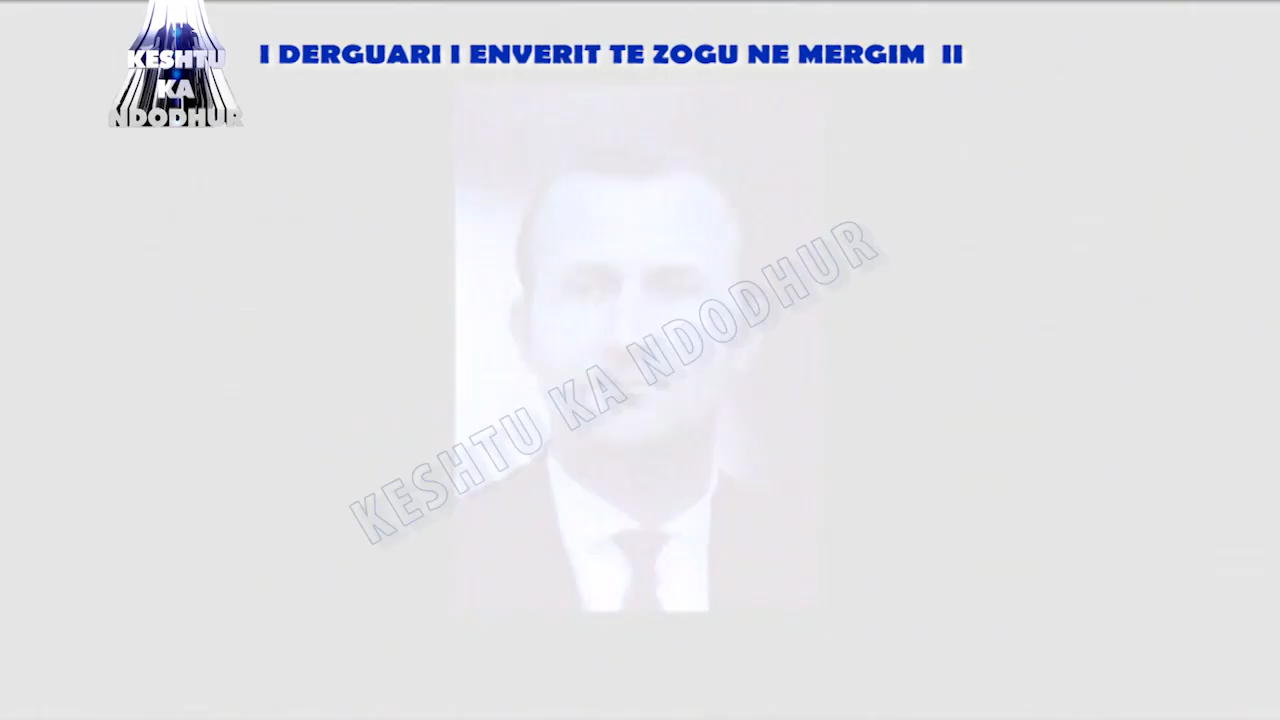 KESHTU
KA
NDODHUR
I DERGUARI I ENVERIT TE ZOGU NE MERGIM II
KESHTU KA NDODHUR